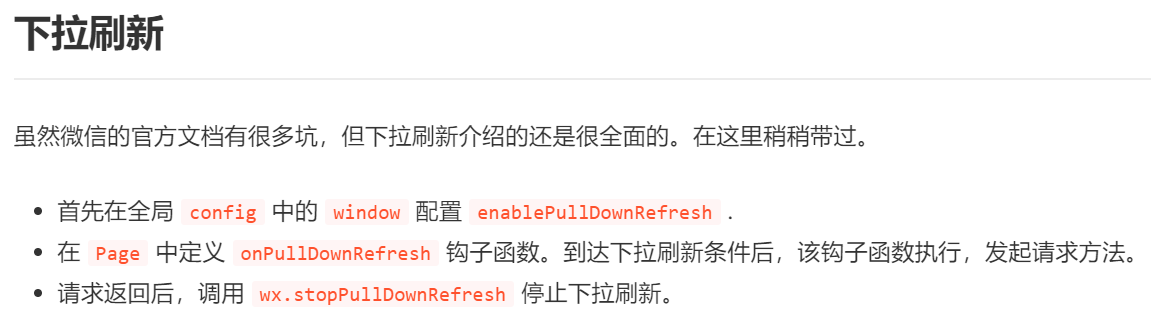 下拉刷新
虽然微信的官方文档有很多坑，但下拉刷新介绍的还是很全面的。在这里稍稍带过。
首先在全局 config 中的 window 配置 enablePullDownRefresh .
在 Page 中定义 onPullDownRefresh 钩子函数。到达下拉刷新条件后，该钩子函数执行，发起请求方法。
请求返回后，调用 wx.stopPullDownRefresh 停止下拉刷新。